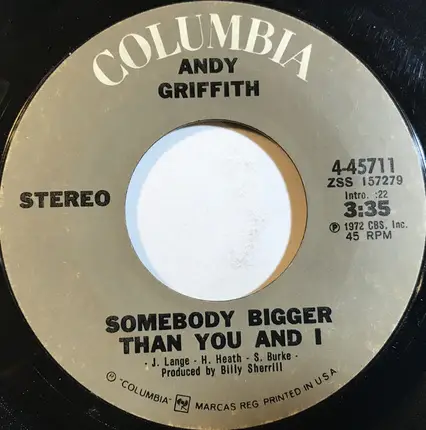 COLUMBIA
ANDY
GRIFFITH
STEREO
4-45711
ZSS 157279
Intro. :22
3:35
Ⓟ 1972 CBS, Inc.
45 RPM
SOMEBODY BIGGER
THAN YOU AND I
- J. Lange - H. Heath - S. Burke -
Produced by Billy Sherrill
"COLUMBIA" MARCAS REG. PRINTED IN U.S.A.